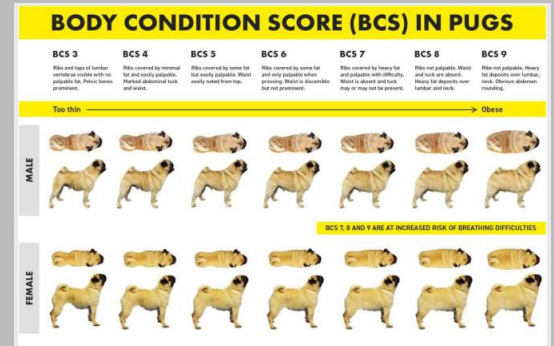 BODY CONDITION SCORE (BCS) IN PUGS
BCS 3
Ribs and tops of lumbar
vertebrae visible with no
palpable fat. Pelvic bones
prominent.
BCS 4
Ribs covered by minimal
fat and easily palpable.
Marked abdominal tuck
and waist.
BCS 5
Ribs covered by some fat
but easily palpable. Waist
easily noted from top.
BCS 6
Ribs covered by some fat
and only palpable when
pressing. Waist is discernible
but not prominent.
BCS 7
Ribs covered by heavy fat
and palpable with difficulty.
Waist is absent and tuck
may or may not be present.
BCS 8
Ribs not palpable. Waist
and tuck are absent.
Heavy fat deposits over
lumbar and neck.
BCS 9
Ribs not palpable. Heavy
fat deposits over lumbar,
neck. Obvious abdomen
rounding.
Too thin
Obese
MALE
BCS 7, 8 AND 9 ARE AT INCREASED RISK OF BREATHING DIFFICULTIES
FEMALE